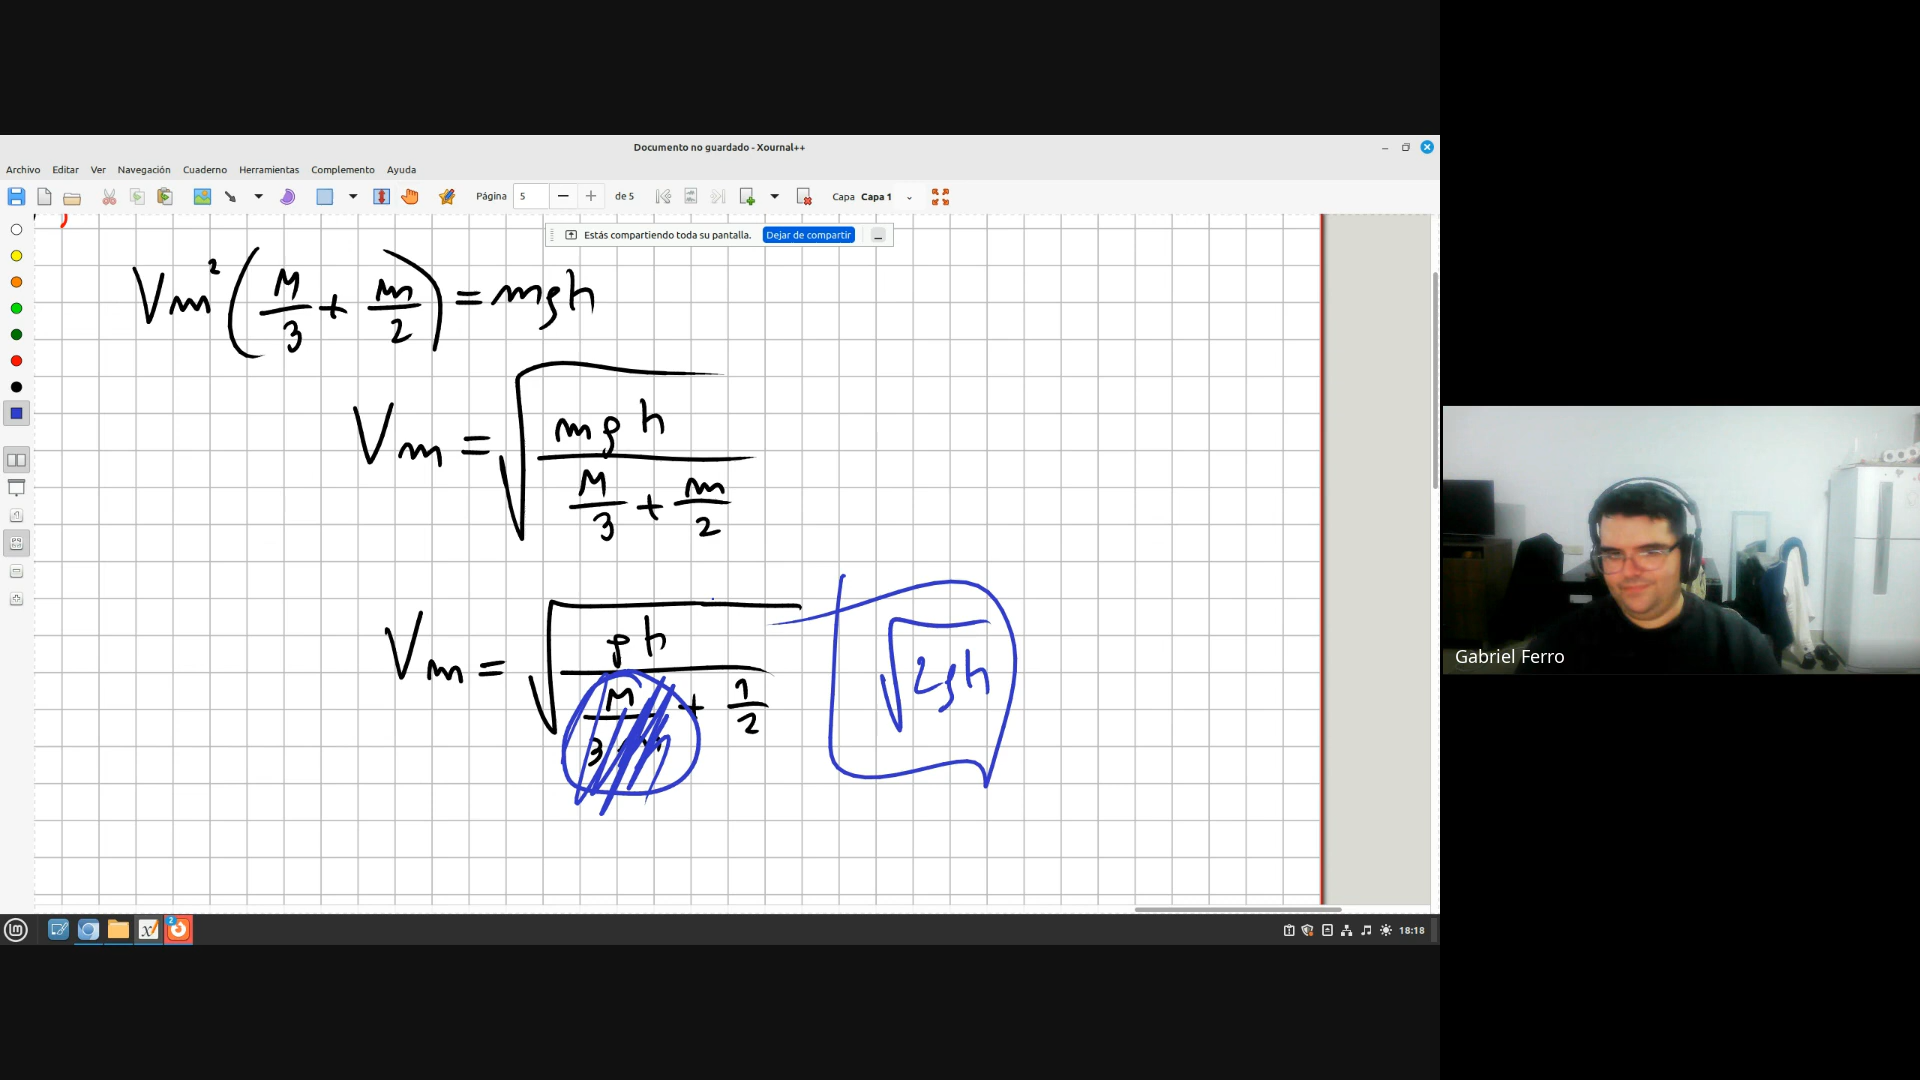 Documento no guardado - Xournal++
Archivo Editar Ver Navegación Cuaderno Herramientas Complemento Ayuda
Página 5 de 5 Capa Capa 1
Estás compartiendo toda su pantalla. Dejar de compartir
Vm² (M/3 + m/2) = mgh
Vm = √(mgh / (M/3 + m/2))
Vm = √(gh / (M/3m + 1/2))
√2gh
Gabriel Ferro
2
18:18